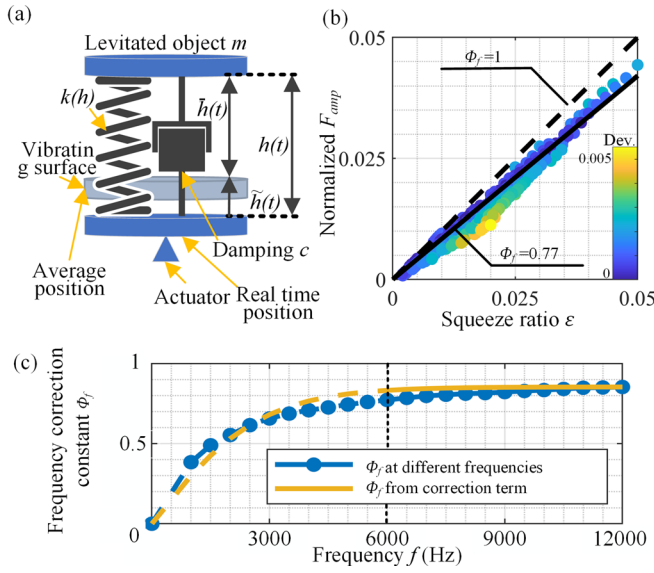 (a)
Levitated object m
k(h)
h̄(t)
h(t)
Vibratin
g surface
h̃(t)
Damping c
Average
position
Actuator
Real time
position
(b)
0.05
Φf=1
Normalized Famp
0.025
Dev.
0.005
0
Φf=0.77
0
0
0.025
0.05
Squeeze ratio ε
(c)
1
Frequency correction
constant Φf
0.5
Φf at different frequencies
Φf from correction term
0
0
3000
6000
9000
12000
Frequency f (Hz)